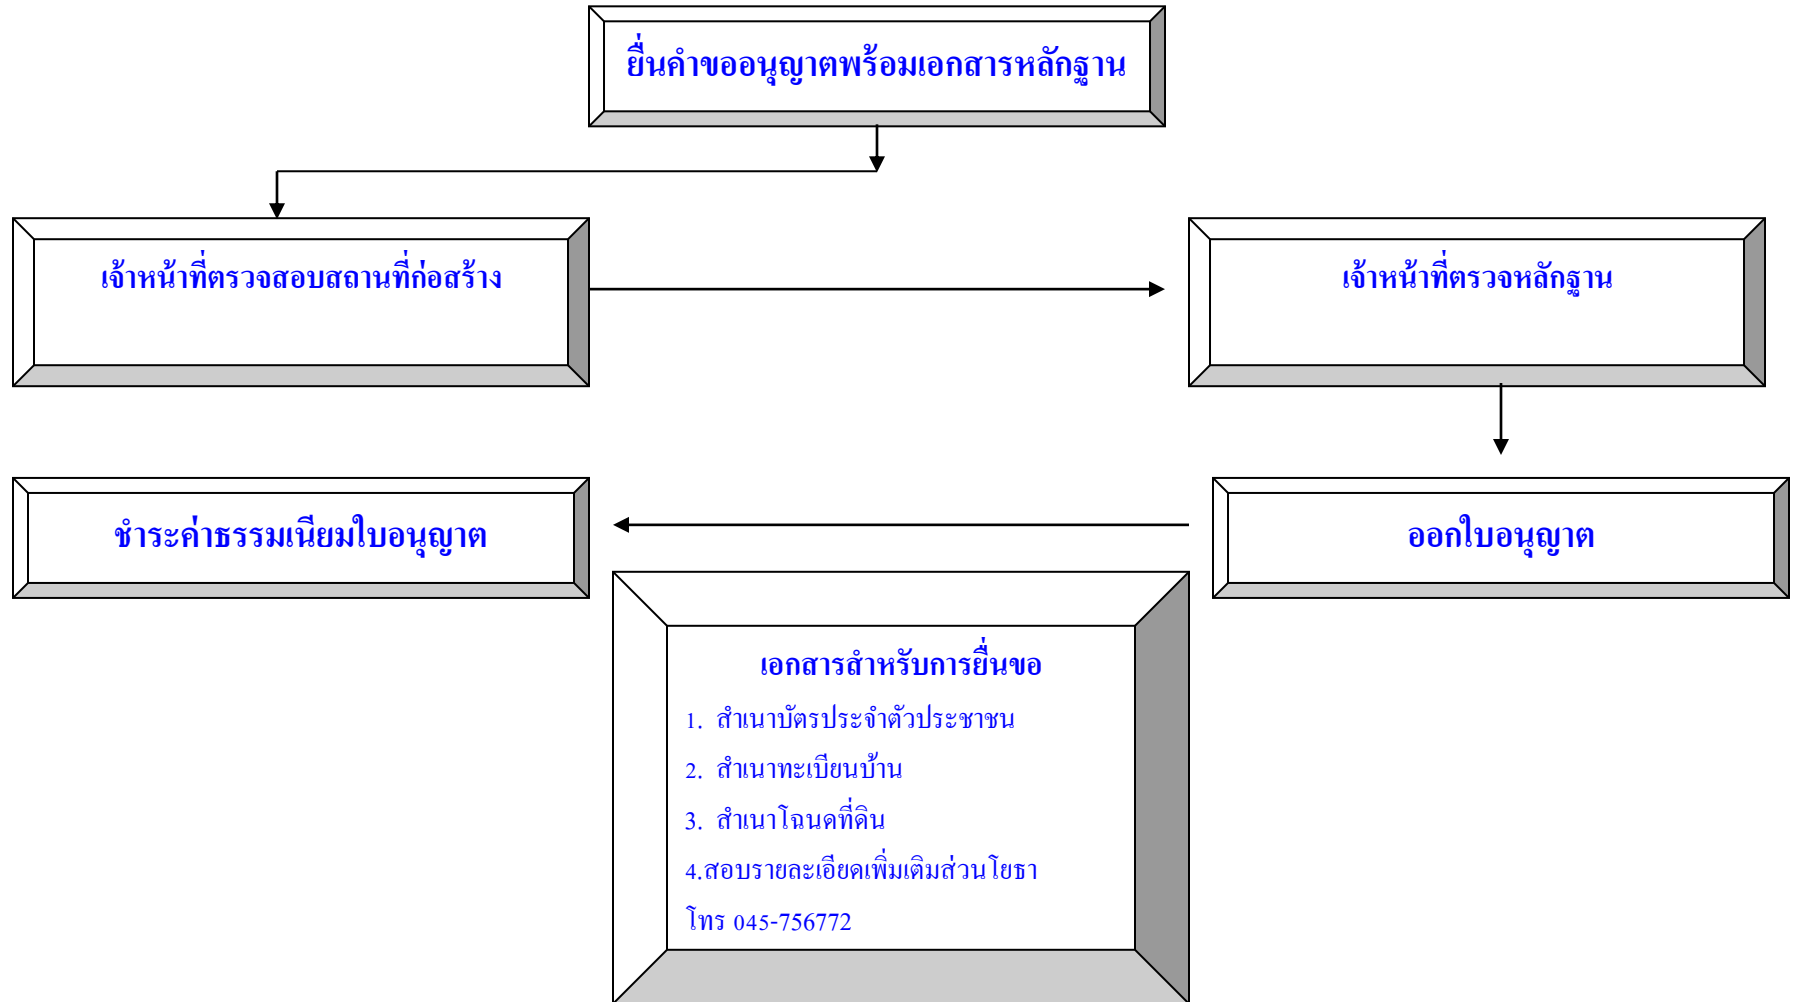 ยื่นคำขออนุญาตพร้อมเอกสารหลักฐาน
เจ้าหน้าที่ตรวจสอบสถานที่ก่อสร้าง
เจ้าหน้าที่ตรวจหลักฐาน
ชำระค่าธรรมเนียมใบอนุญาต
ออกใบอนุญาต
เอกสารสำหรับการยื่นขอ
1. สำเนาบัตรประจำตัวประชาชน
2. สำเนาทะเบียนบ้าน
3. สำเนาโฉนดที่ดิน
4.สอบรายละเอียดเพิ่มเติมส่วนโยธา
โทร 045-756772